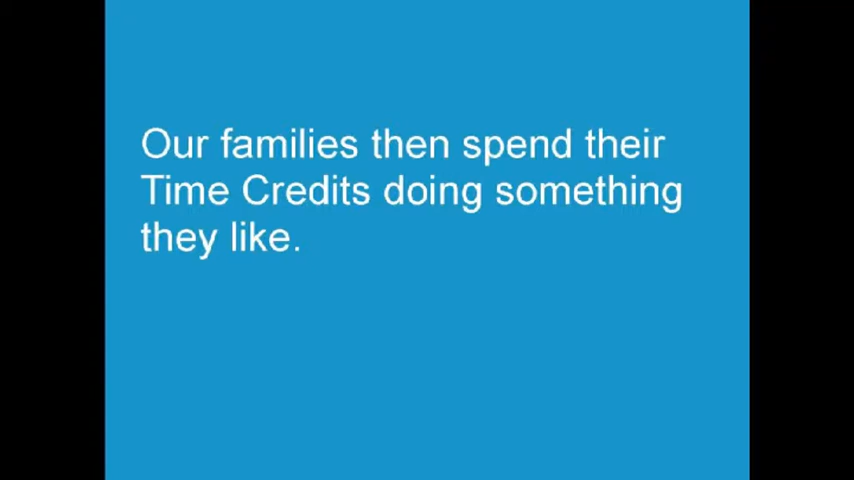 Our families then spend their
Time Credits doing something
they like.